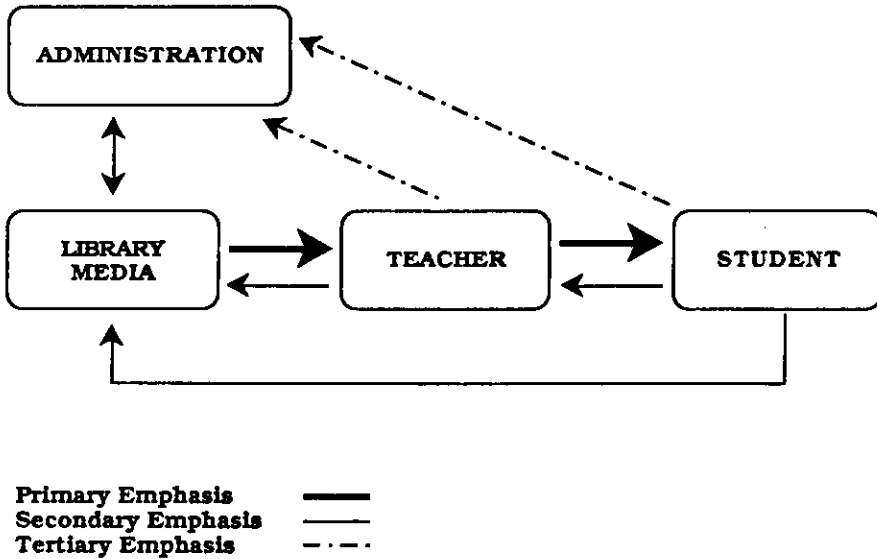 ADMINISTRATION
LIBRARY
MEDIA
TEACHER
STUDENT
Primary Emphasis
Secondary Emphasis
Tertiary Emphasis